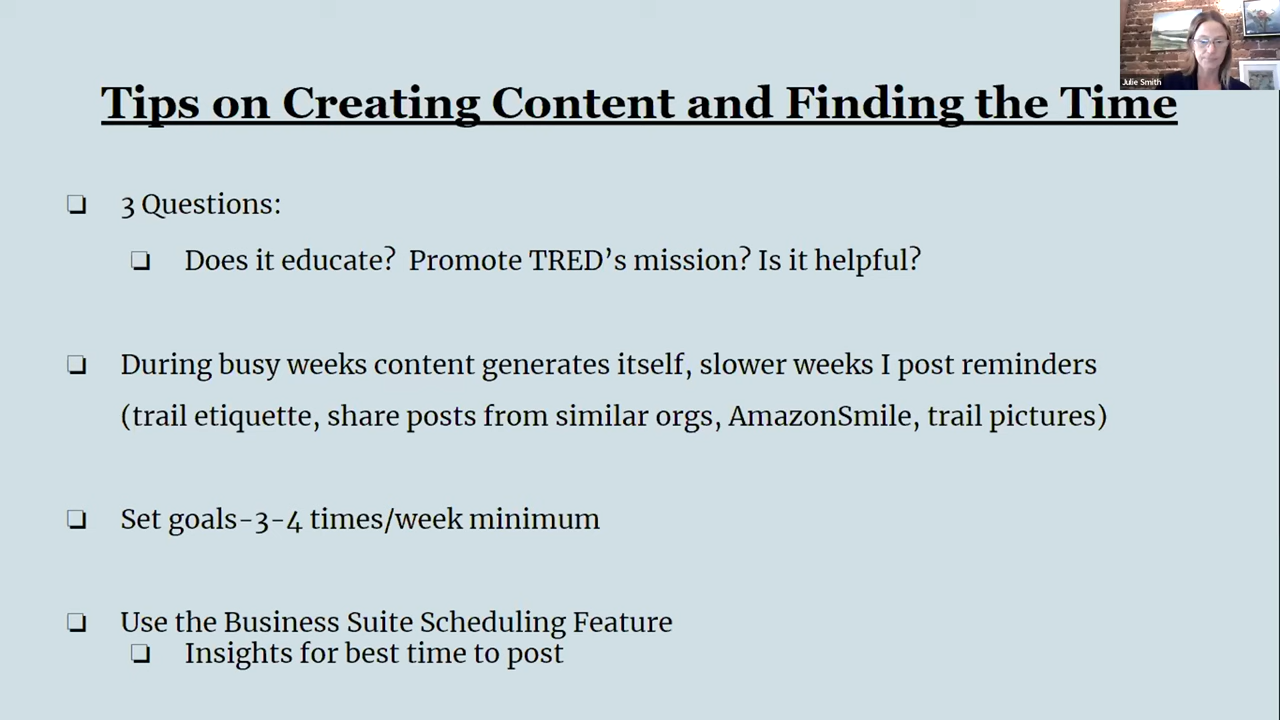 Julie Smith
Tips on Creating Content and Finding the Time
❏ 3 Questions:
❏ Does it educate?  Promote TRED’s mission? Is it helpful?
❏ During busy weeks content generates itself, slower weeks I post reminders
(trail etiquette, share posts from similar orgs, AmazonSmile, trail pictures)
❏ Set goals-3-4 times/week minimum
❏ Use the Business Suite Scheduling Feature
❏ Insights for best time to post